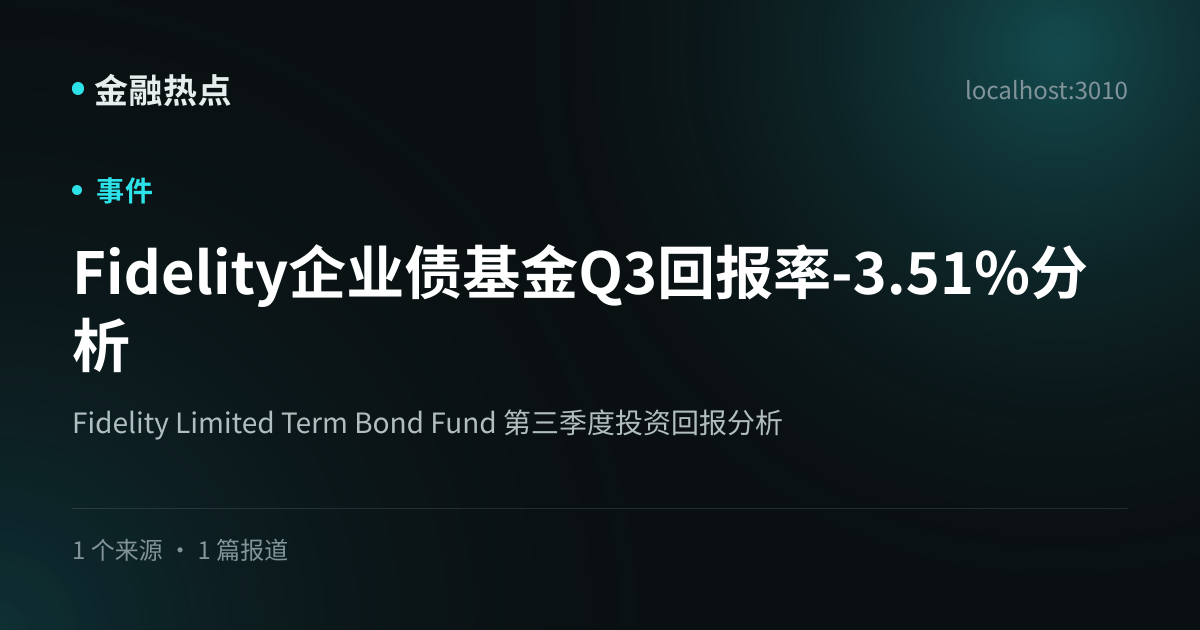 金融热点
localhost:3010
事件
Fidelity企业债基金Q3回报率-3.51%分
析
Fidelity Limited Term Bond Fund 第三季度投资回报分析
1 个来源 · 1 篇报道